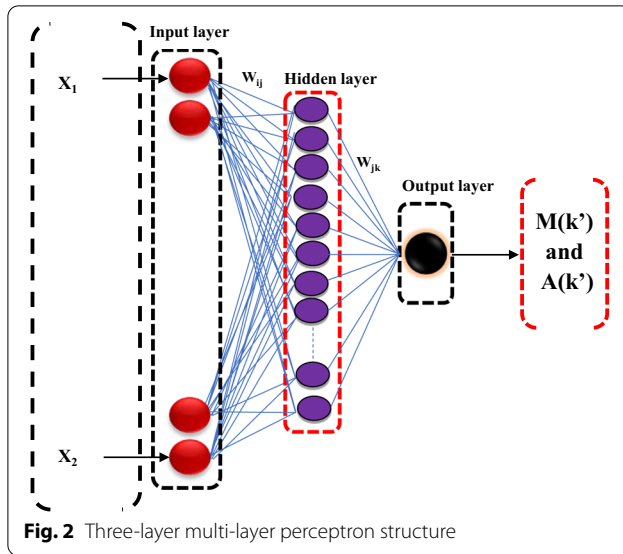 Input layer
X1
Wij
Hidden layer
Wjk
Output layer
M(k’)
and
A(k’)
X2
Fig. 2 Three-layer multi-layer perceptron structure